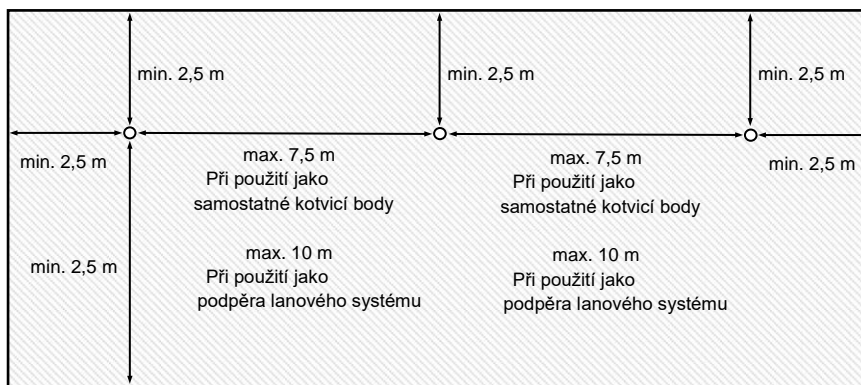 min. 2,5 m
min. 2,5 m
min. 2,5 m
min. 2,5 m
max. 7,5 m
Při použití jako
samostatné kotvicí body
max. 7,5 m
Při použití jako
samostatné kotvicí body
min. 2,5 m
min. 2,5 m
max. 10 m
Při použití jako
podpěra lanového systému
max. 10 m
Při použití jako
podpěra lanového systému